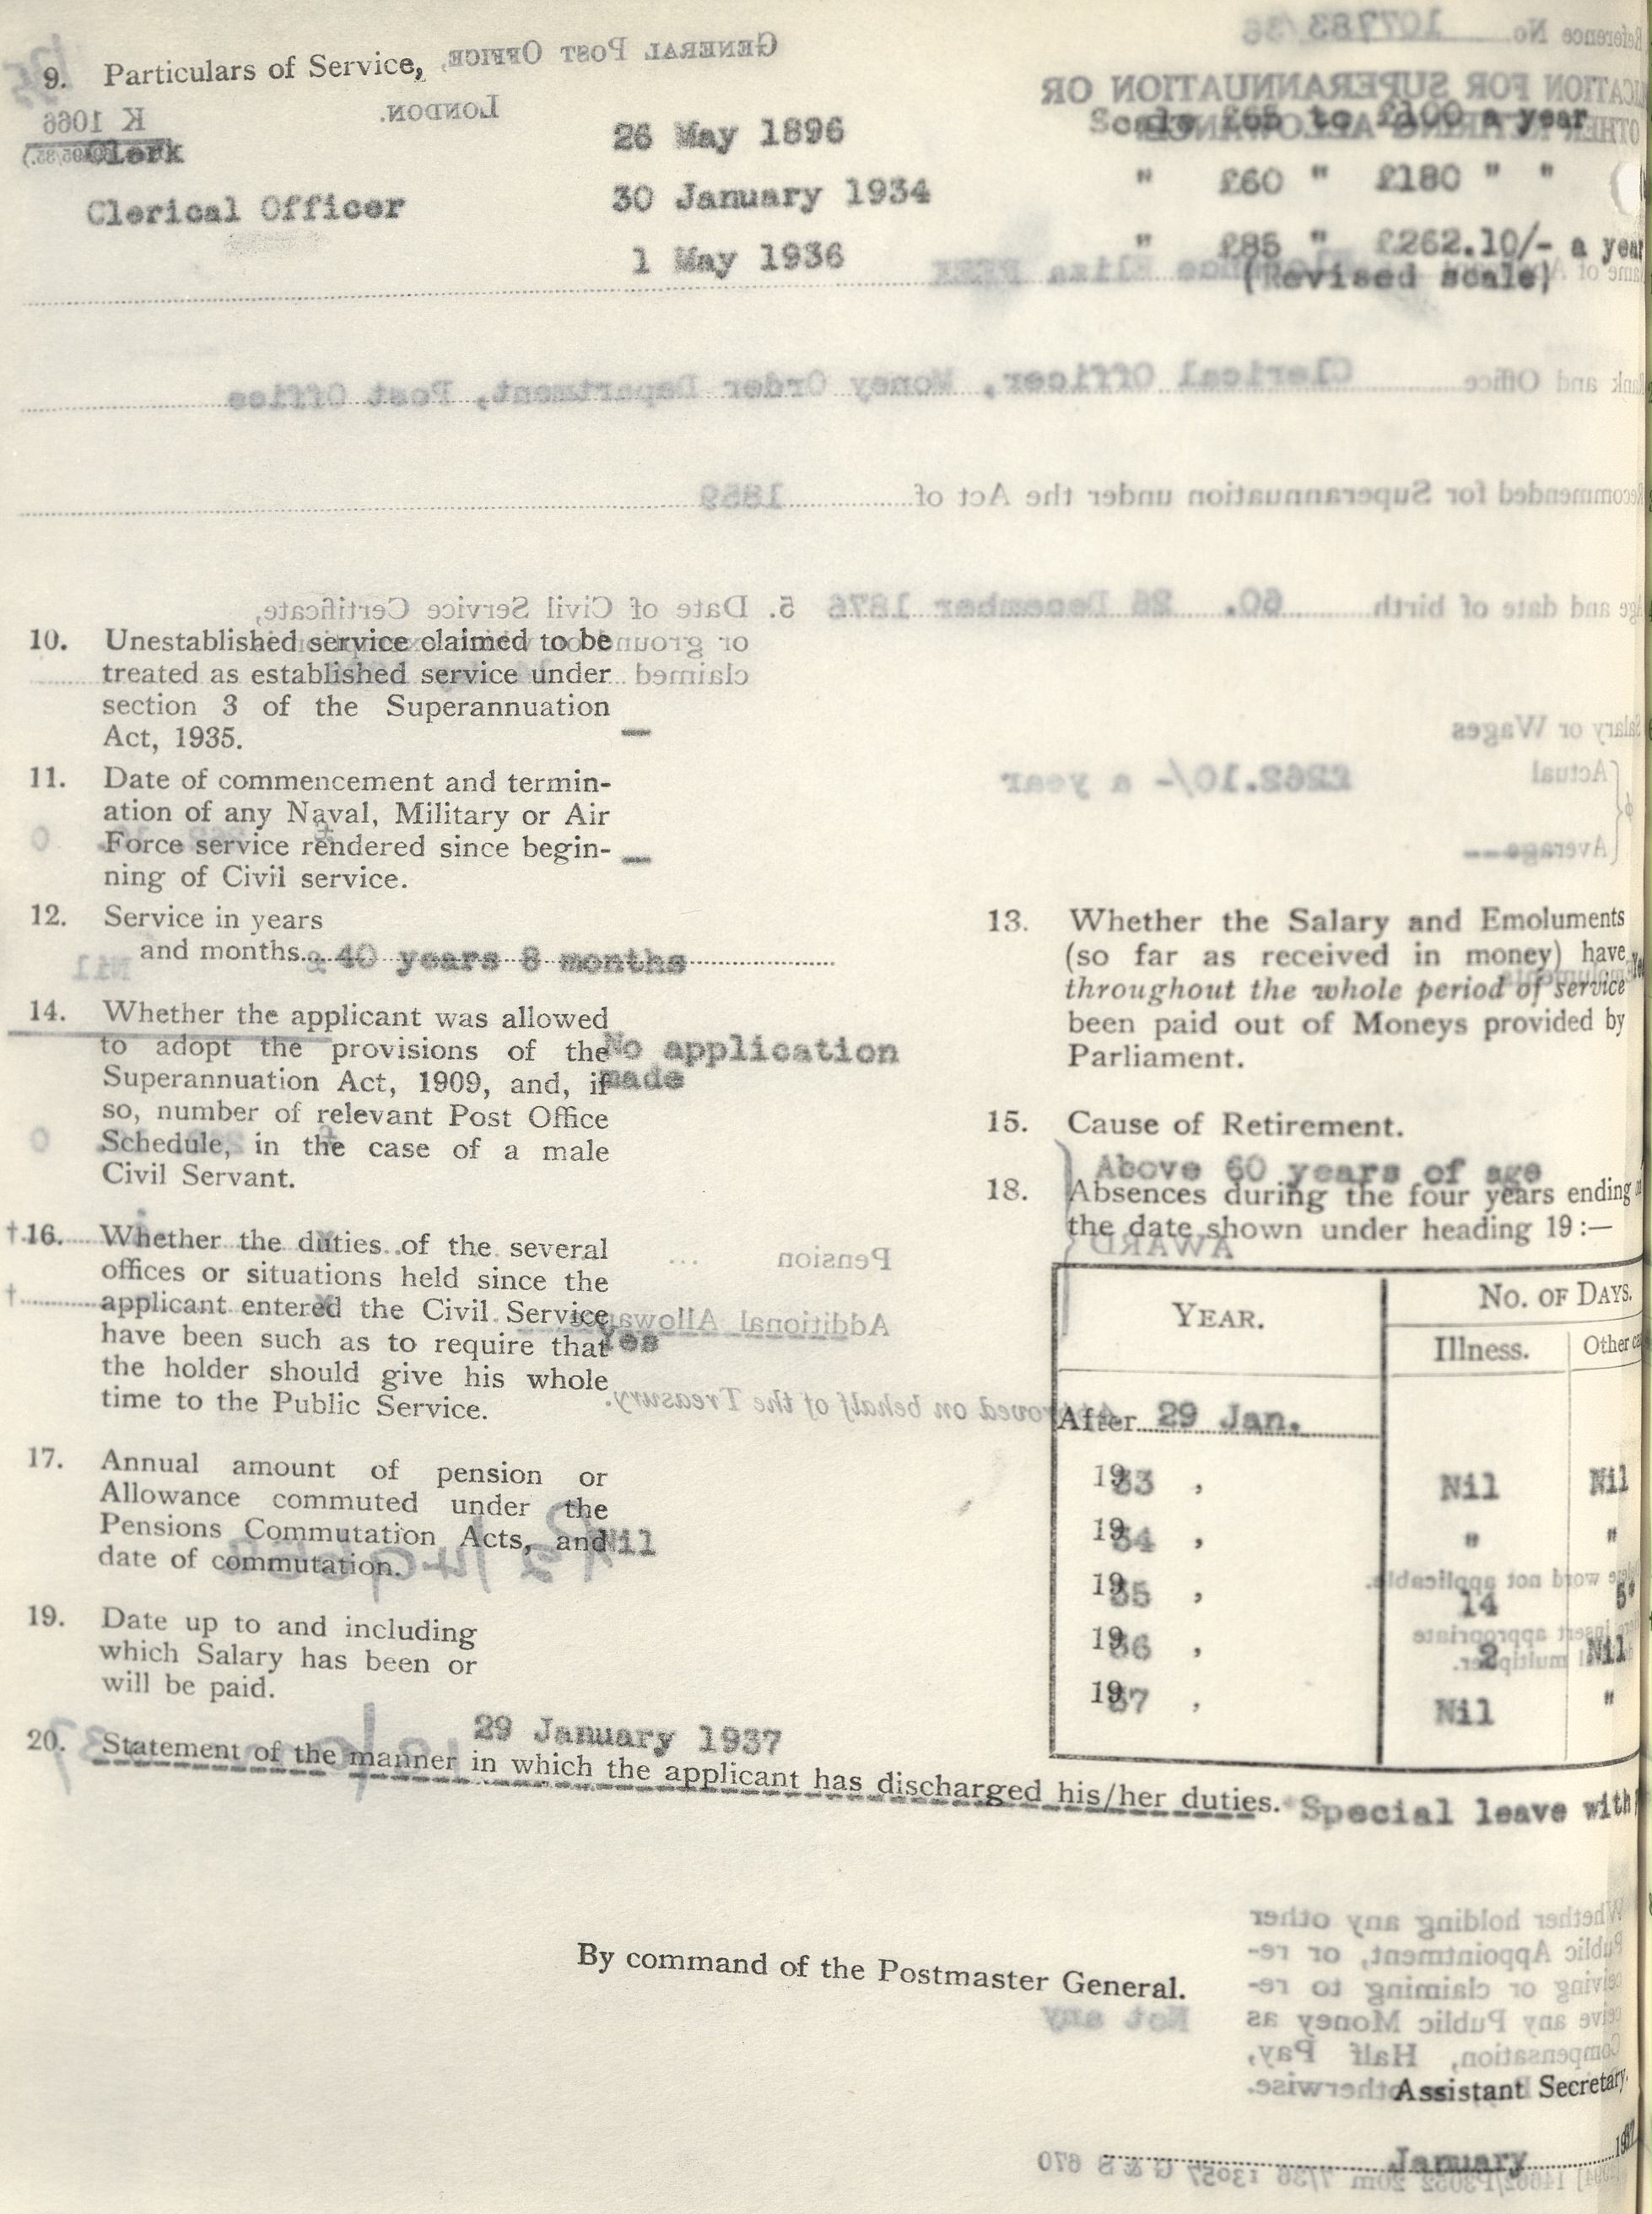 9. Particulars of Service,
Clerk 26 May 1896 Scale £65 to £100 a year
Clerical Officer 30 January 1934 " £60 " £180 " "
1 May 1936 " £85 " £262.10/- a year
(Revised scale)
10. Unestablished service claimed to be
treated as established service under
section 3 of the Superannuation
Act, 1935. —
11. Date of commencement and termin-
ation of any Naval, Military or Air
Force service rendered since begin-
ning of Civil service. —
12. Service in years
and months 40 years 8 months
13. Whether the Salary and Emoluments
(so far as received in money) have
throughout the whole period of service
been paid out of Moneys provided by
Parliament.
14. Whether the applicant was allowed
to adopt the provisions of the No application
Superannuation Act, 1909, and, if made
so, number of relevant Post Office
Schedule, in the case of a male
Civil Servant.
15. Cause of Retirement.
Above 60 years of age
†16. Whether the duties of the several
offices or situations held since the
applicant entered the Civil Service
have been such as to require that Yes
the holder should give his whole
time to the Public Service.
17. Annual amount of pension or
Allowance commuted under the
Pensions Commutation Acts, and Nil
date of commutation.
18. Absences during the four years ending
the date shown under heading 19:—
YEAR. No. OF DAYS.
Illness. Other
After 29 Jan.
1933 , Nil Nil
1934 , " "
1935 , 14 5*
1936 , 2 Nil
1937 , Nil "
19. Date up to and including
which Salary has been or
will be paid.
29 January 1937
20. Statement of the manner in which the applicant has discharged his/her duties. *Special leave with
By command of the Postmaster General.
Assistant Secretary.
January 1937